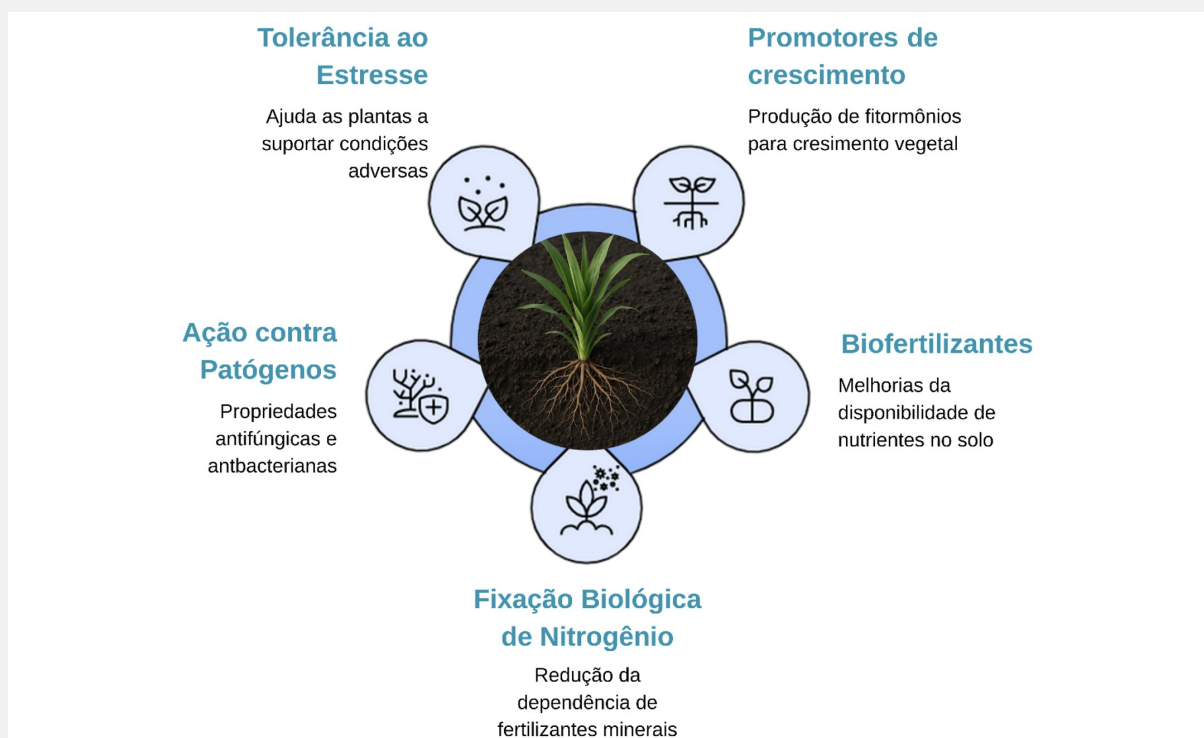 Tolerância ao
Estresse
Ajuda as plantas a
suportar condições
adversas
Promotores de
crescimento
Produção de fitormônios
para cresimento vegetal
Ação contra
Patógenos
Propriedades
antifúngicas e
antbacterianas
Biofertilizantes
Melhorias da
disponibilidade de
nutrientes no solo
Fixação Biológica
de Nitrogênio
Redução da
dependência de
fertilizantes minerais